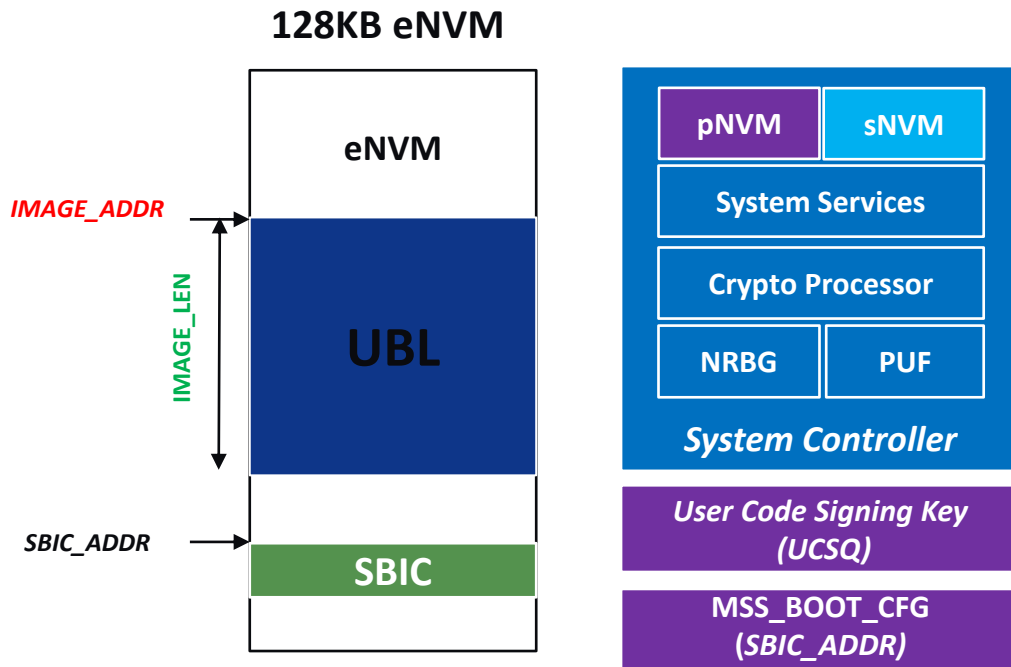 128KB eNVM
eNVM
IMAGE_ADDR
IMAGE_LEN
UBL
SBIC_ADDR
SBIC
pNVM
sNVM
System Services
Crypto Processor
NRBG
PUF
System Controller
User Code Signing Key
(UCSQ)
MSS_BOOT_CFG
(SBIC_ADDR)